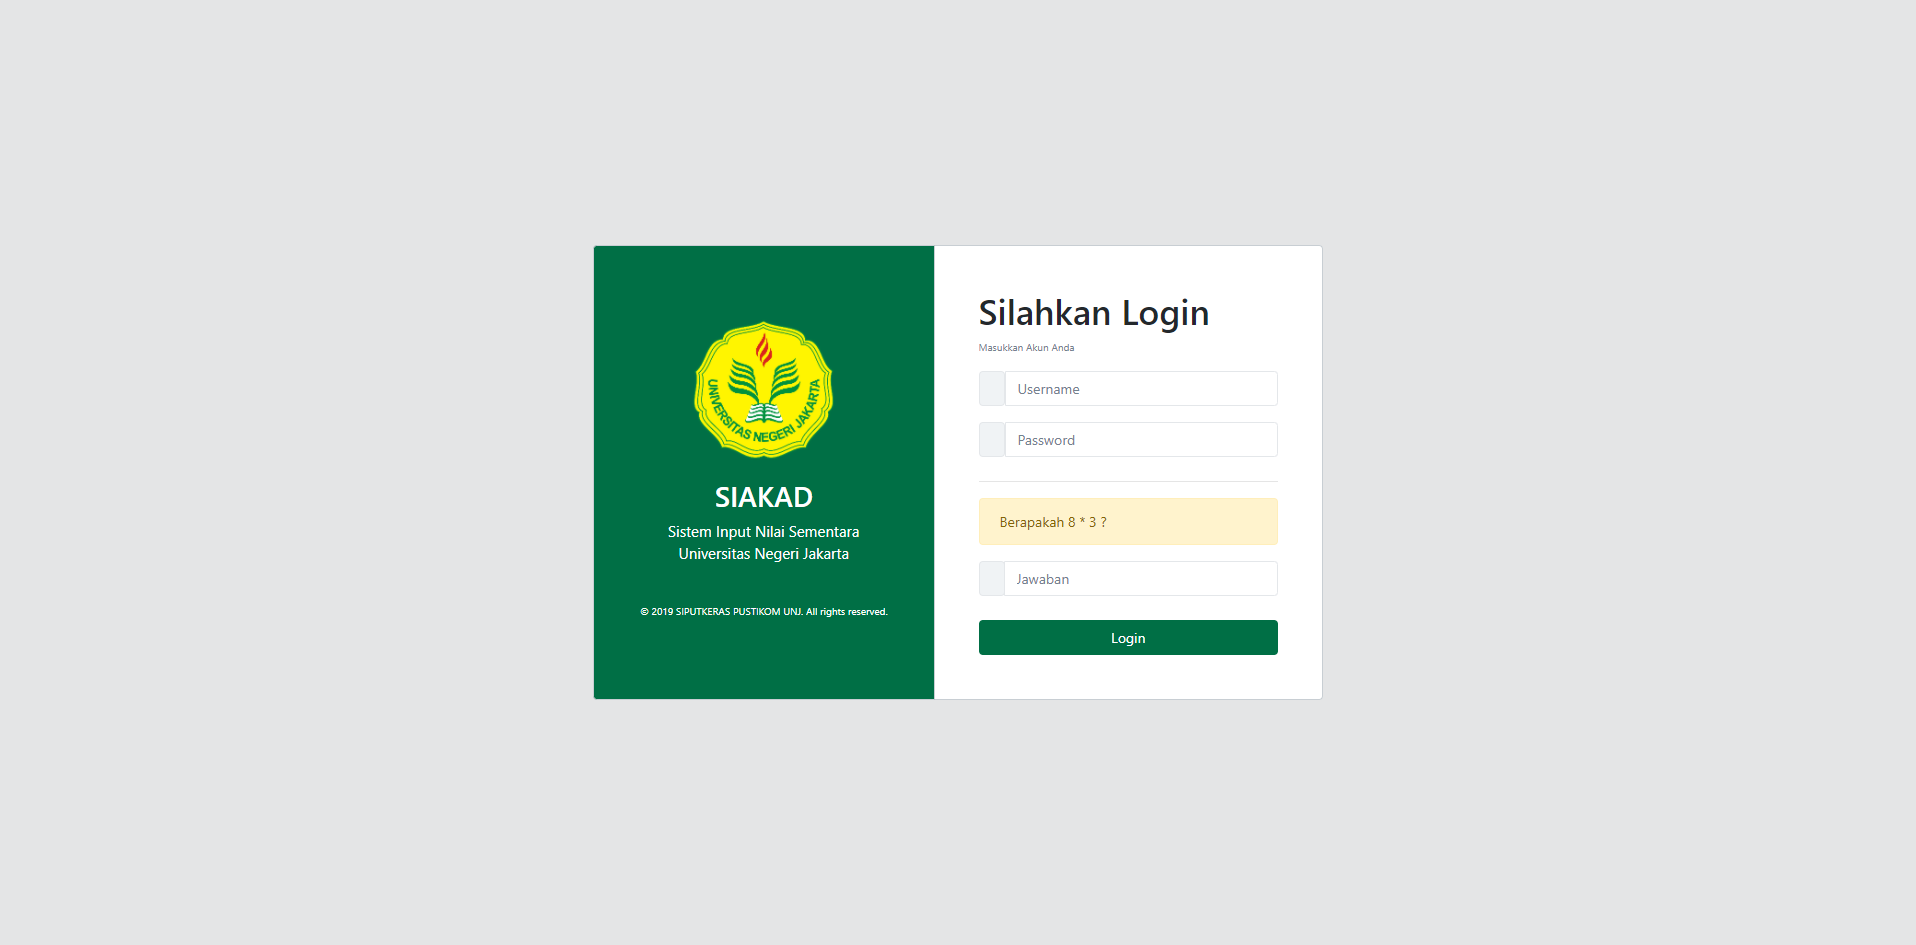 UNIVERSITAS NEGERI JAKARTA
SIAKAD
Sistem Input Nilai Sementara
Universitas Negeri Jakarta
© 2019 SIPUTKERAS PUSTIKOM UNJ. All rights reserved.
Silahkan Login
Masukkan Akun Anda
Username
Password
Berapakah 8 * 3 ?
Jawaban
Login